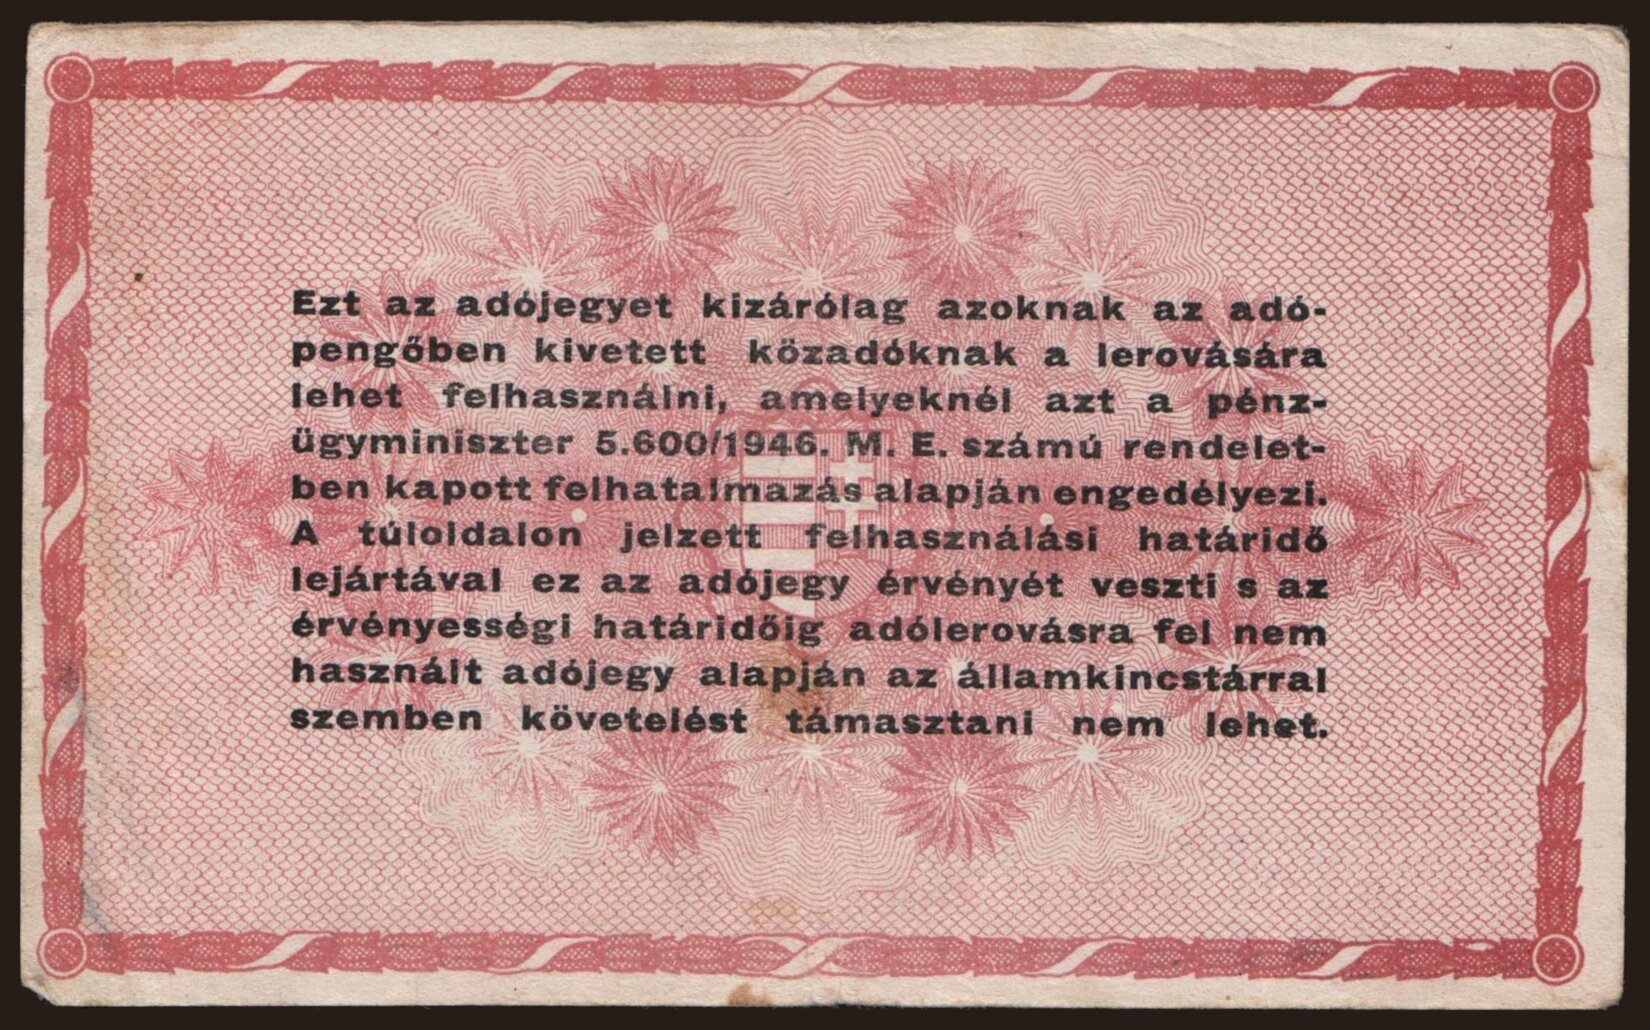 Ezt az adójegyet kizárólag azoknak az adó-
pengőben kivetett közadóknak a lerovására
lehet felhasználni, amelyeknél azt a pénz-
ügyminiszter 5.600/1946. M. E. számú rendelet-
ben kapott felhatalmazás alapján engedélyezi.
A túloldalon jelzett felhasználási határidő
lejártával ez az adójegy érvényét veszti s az
érvényességi határidőig adólerovásra fel nem
használt adójegy alapján az államkincstárral
szemben követelést támasztani nem lehet.